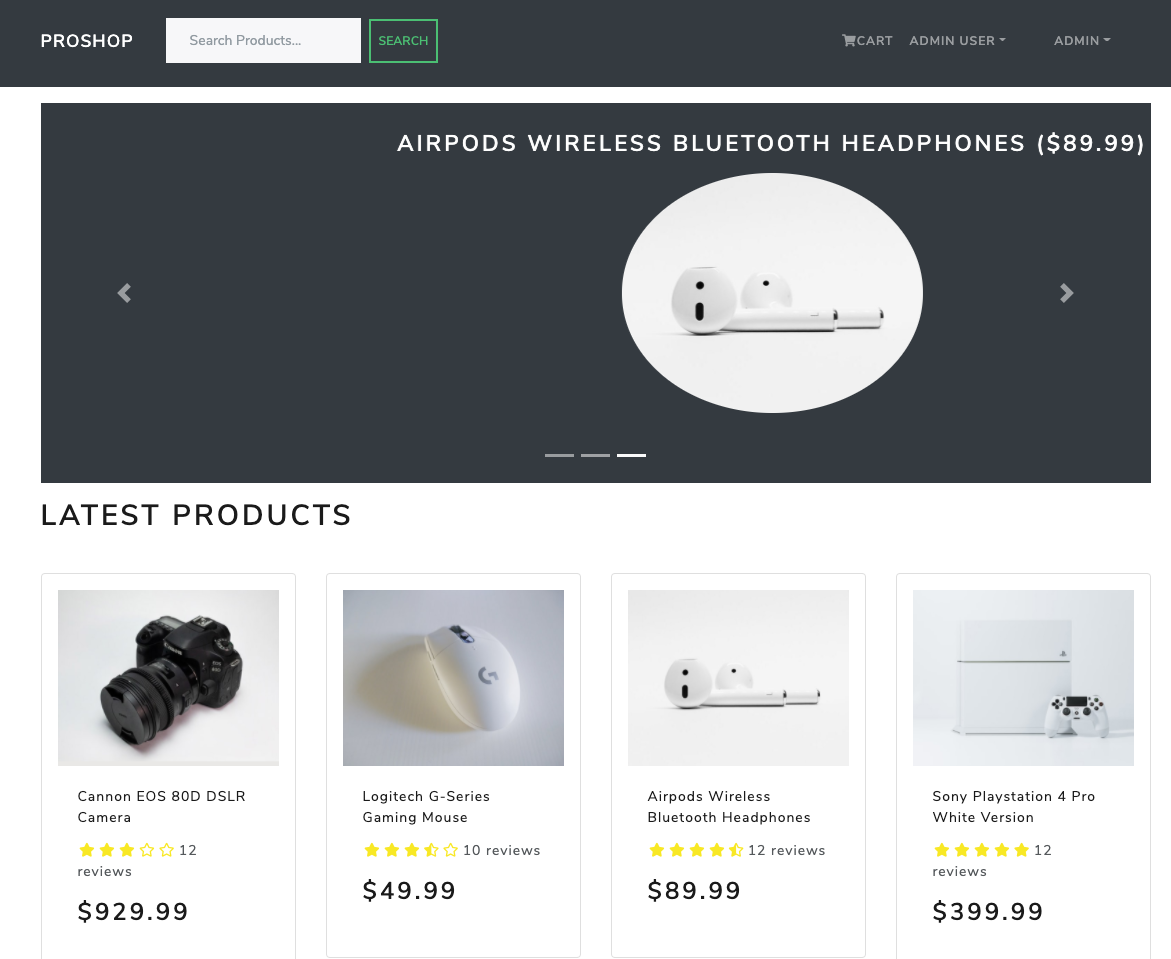 PROSHOP
Search Products...
SEARCH
CART
ADMIN USER
ADMIN
AIRPODS WIRELESS BLUETOOTH HEADPHONES ($89.99)
LATEST PRODUCTS
Cannon EOS 80D DSLR
Camera
12
reviews
$929.99
Logitech G-Series
Gaming Mouse
10 reviews
$49.99
Airpods Wireless
Bluetooth Headphones
12 reviews
$89.99
Sony Playstation 4 Pro
White Version
12
reviews
$399.99